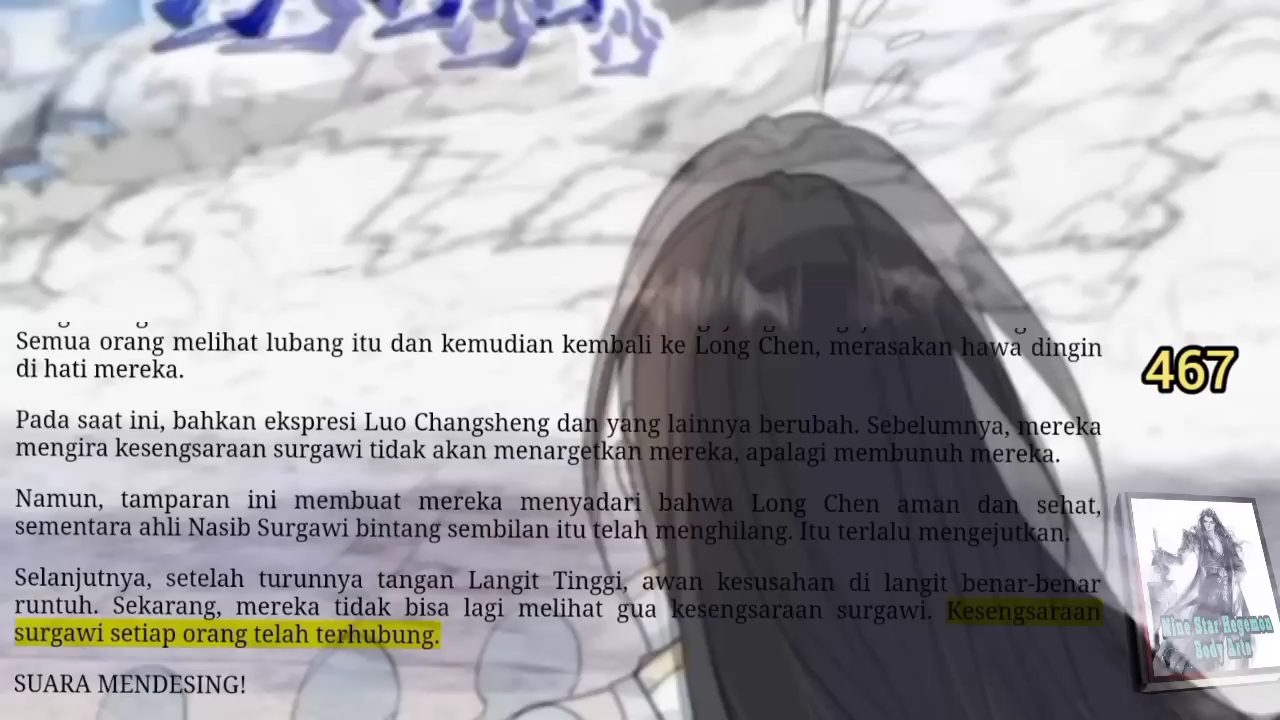 Semua orang melihat lubang itu dan kemudian kembali ke Long Chen, merasakan hawa dingin
di hati mereka.
Pada saat ini, bahkan ekspresi Luo Changsheng dan yang lainnya berubah. Sebelumnya, mereka
mengira kesengsaraan surgawi tidak akan menargetkan mereka, apalagi membunuh mereka.
Namun, tamparan ini membuat mereka menyadari bahwa Long Chen aman dan sehat,
sementara ahli Nasib Surgawi bintang sembilan itu telah menghilang. Itu terlalu mengejutkan.
Selanjutnya, setelah turunnya tangan Langit Tinggi, awan kesusahan di langit benar-benar
runtuh. Sekarang, mereka tidak bisa lagi melihat gua kesengsaraan surgawi. Kesengsaraan
surgawi setiap orang telah terhubung.
SUARA MENDESING!
467
Nine Star Hegemon
Body Arts